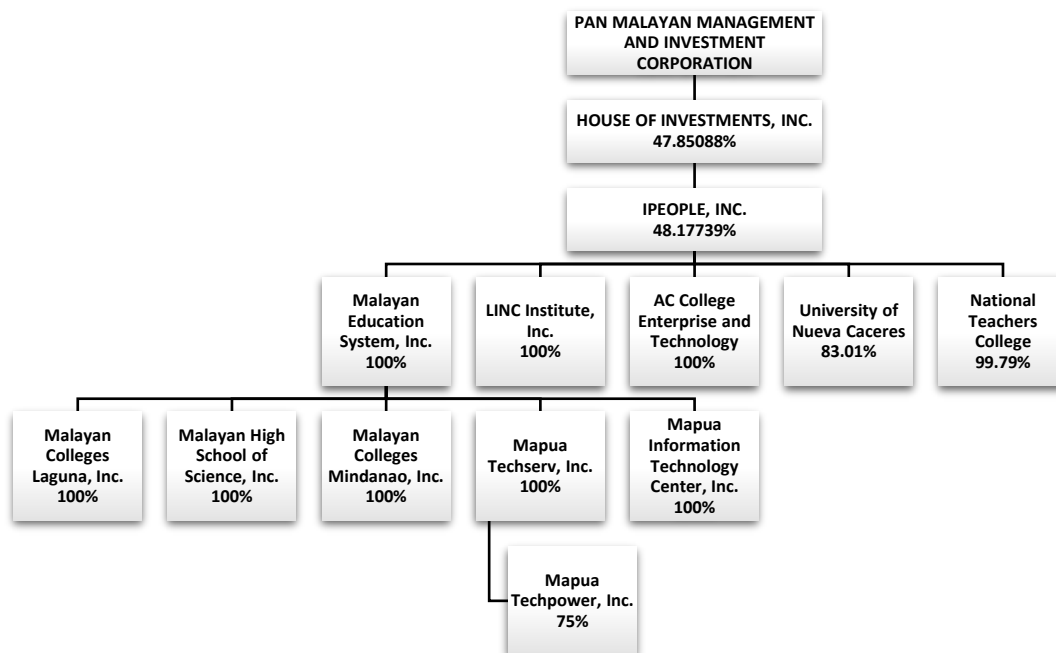 PAN MALAYAN MANAGEMENT
AND INVESTMENT
CORPORATION
HOUSE OF INVESTMENTS, INC.
47.85088%
IPEOPLE, INC.
48.17739%
Malayan
Education
System, Inc.
100%
LINC Institute,
Inc.
100%
AC College
Enterprise and
Technology
100%
University of
Nueva Caceres
83.01%
National
Teachers
College
99.79%
Malayan
Colleges
Laguna, Inc.
100%
Malayan High
School of
Science, Inc.
100%
Malayan
Colleges
Mindanao, Inc.
100%
Mapua
Techserv, Inc.
100%
Mapua
Information
Technology
Center, Inc.
100%
Mapua
Techpower, Inc.
75%